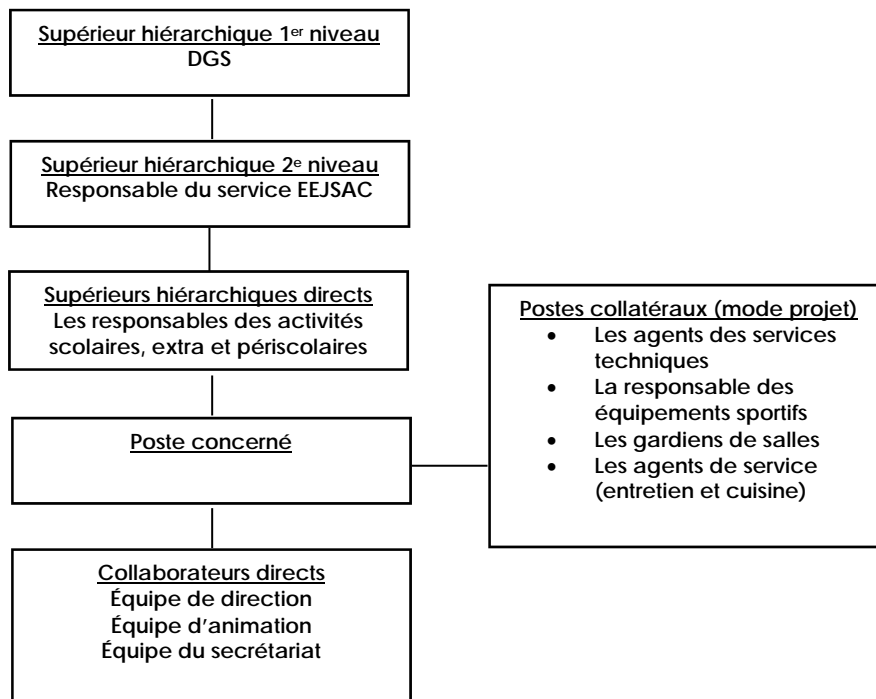 Supérieur hiérarchique 1er niveau
DGS
Supérieur hiérarchique 2e niveau
Responsable du service EEJSAC
Supérieurs hiérarchiques directs
Les responsables des activités
scolaires, extra et périscolaires
Postes collatéraux (mode projet)
• Les agents des services
techniques
• La responsable des
équipements sportifs
• Les gardiens de salles
• Les agents de service
(entretien et cuisine)
Poste concerné
Collaborateurs directs
Équipe de direction
Équipe d'animation
Équipe du secrétariat